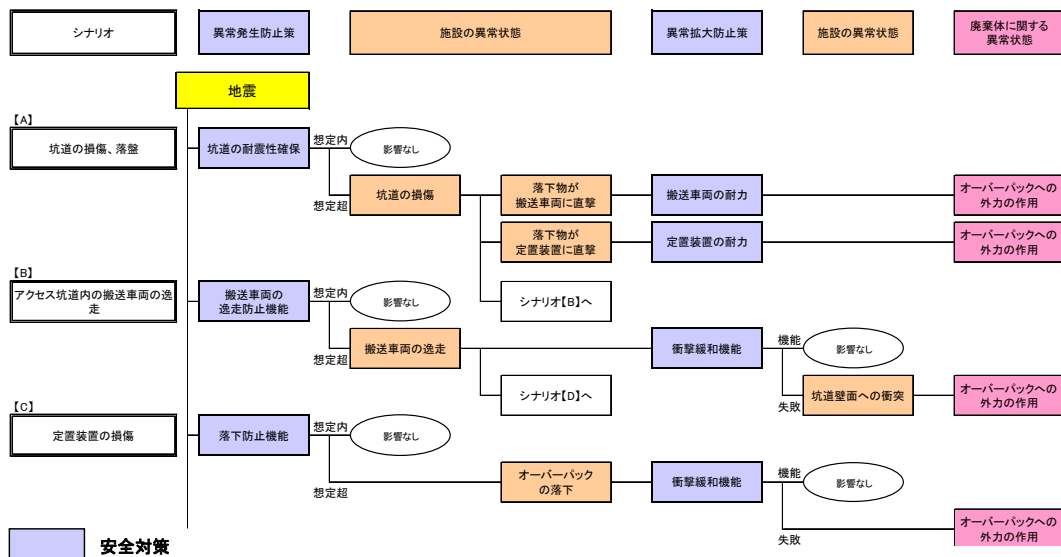 シナリオ
異常発生防止策
施設の異常状態
異常拡大防止策
施設の異常状態
廃棄体に関する
異常状態
地震
【A】
坑道の損傷、落盤
坑道の耐震性確保
想定内
影響なし
想定超
坑道の損傷
落下物が
搬送車両に直撃
搬送車両の耐力
オーバーパックへの
外力の作用
落下物が
定置装置に直撃
定置装置の耐力
オーバーパックへの
外力の作用
シナリオ【B】へ
【B】
アクセス坑道内の搬送車両の逸
走
搬送車両の
逸走防止機能
想定内
影響なし
想定超
搬送車両の逸走
衝撃緩和機能
機能
影響なし
失敗
坑道壁面への衝突
オーバーパックへの
外力の作用
シナリオ【D】へ
【C】
定置装置の損傷
落下防止機能
想定内
影響なし
想定超
オーバーパック
の落下
衝撃緩和機能
機能
影響なし
失敗
オーバーパックへの
外力の作用
安全対策